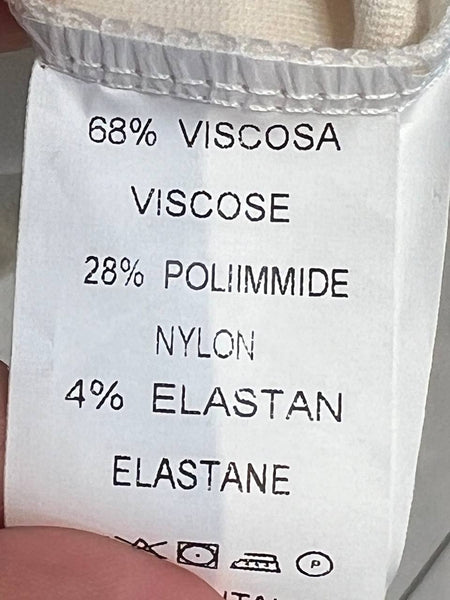 68% VISCOSA
VISCOSE
28% POLIIMMIDE
NYLON
4% ELASTAN
ELASTANE
P